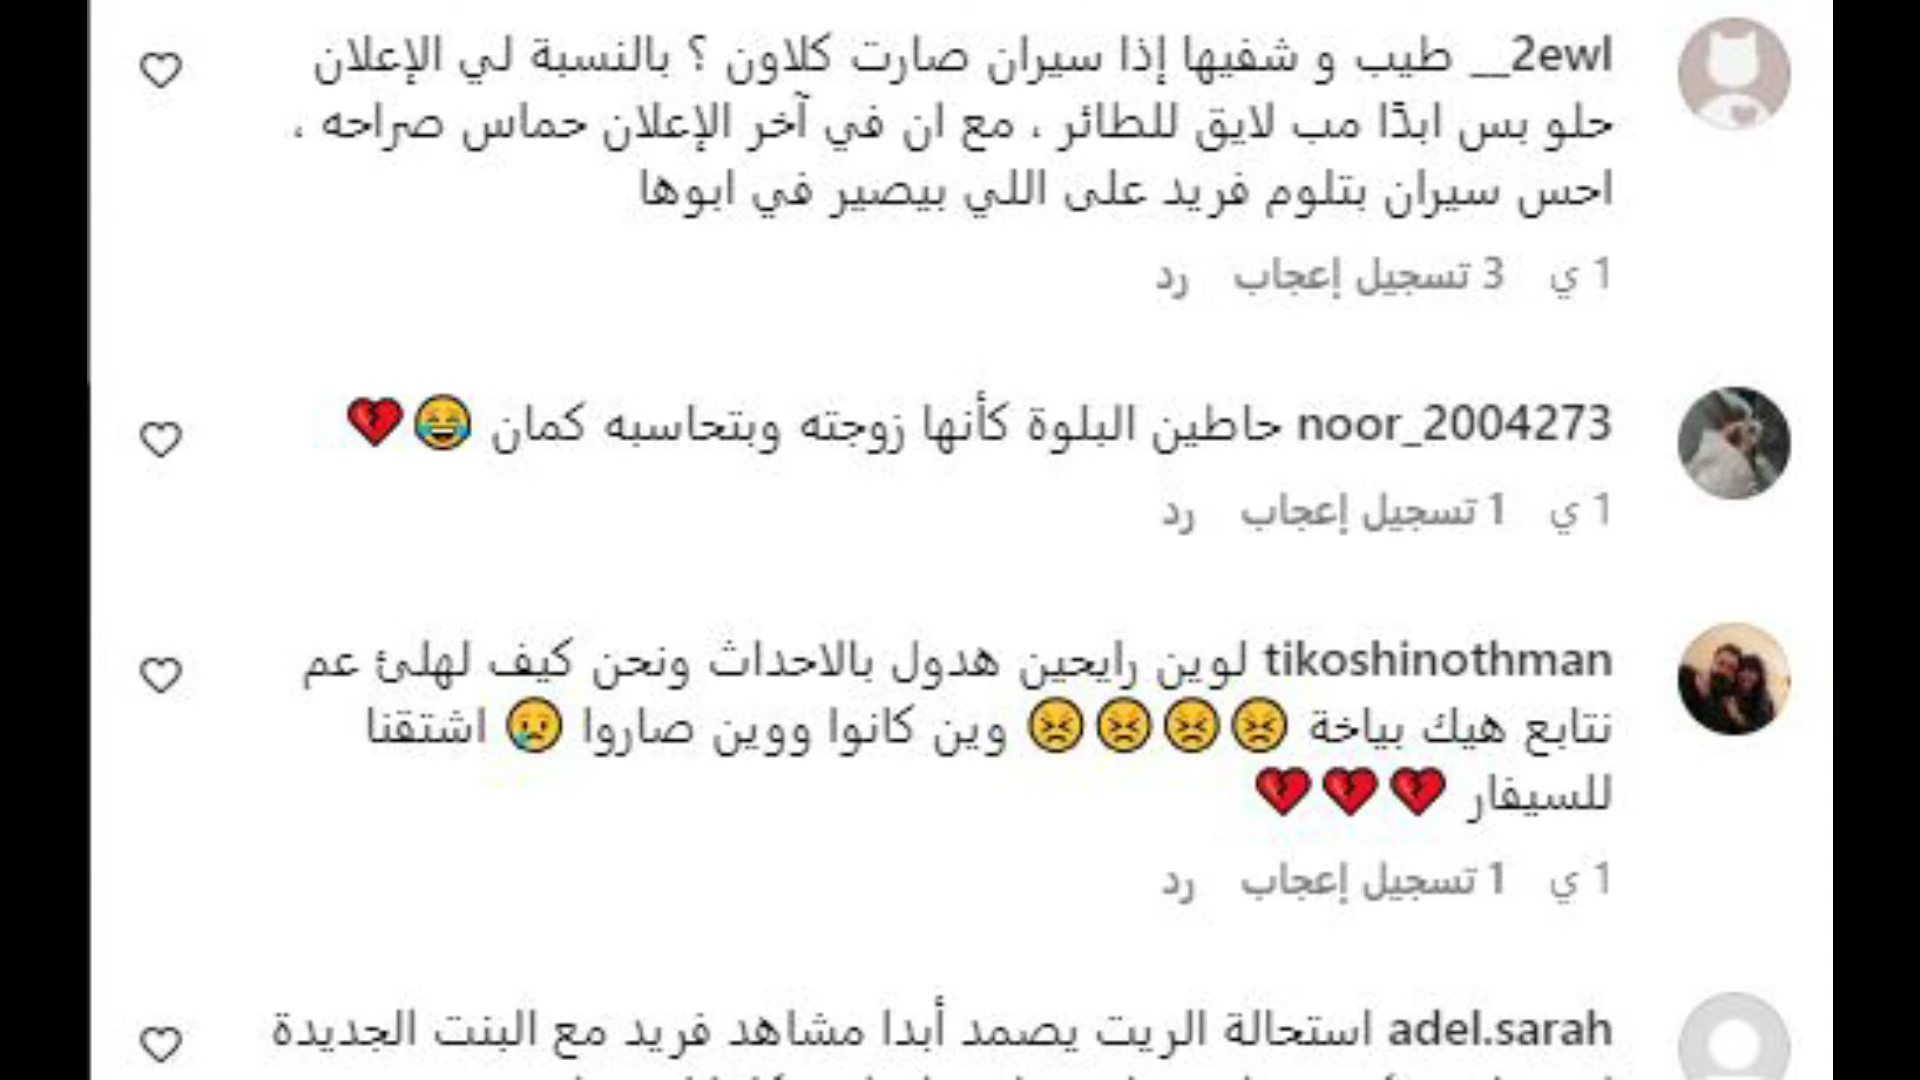 2ewl__ طيب و شفيها إذا سيران صارت كلاون ؟ بالنسبة لي الإعلان
حلو بس ابدًا مب لايق للطائر ، مع ان في آخر الإعلان حماس صراحه ،
احس سيران بتلوم فريد على اللي بيصير في ابوها
1 ي 3 تسجيل إعجاب رد
noor_2004273 حاطين البلوة كأنها زوجته وبتحاسبه كمان 😂💔
1 ي 1 تسجيل إعجاب رد
tikoshinothman لوين رايحين هدول بالاحداث ونحن كيف لهلئ عم
نتابع هيك بياخة 😣😣😣😣 وين كانوا ووين صاروا 😢 اشتقنا
للسيفار 💔💔💔
1 ي 1 تسجيل إعجاب رد
adel.sarah استحالة الريت يصمد أبدا مشاهد فريد مع البنت الجديدة